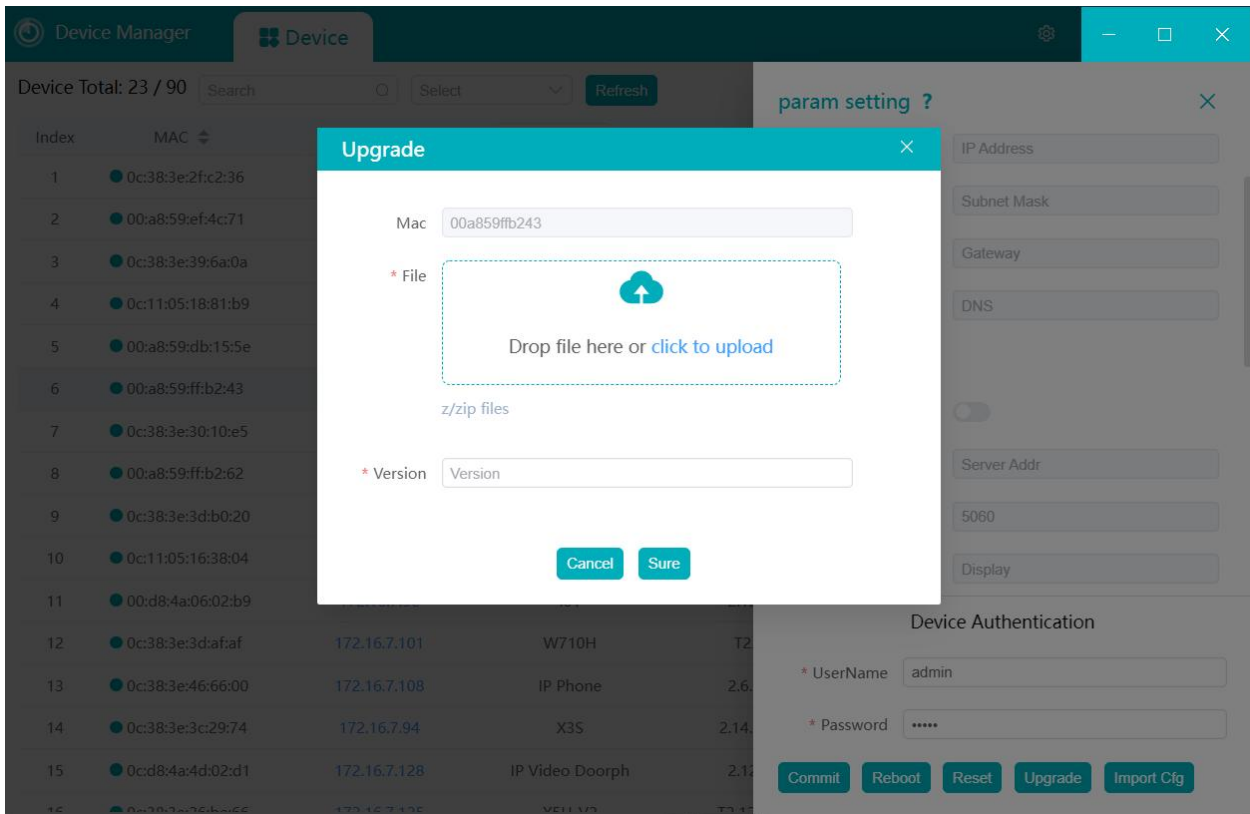 Device Manager Device
Device Total: 23 / 90 Search Select Refresh
param setting ?
Index MAC
Upgrade
IP Address
1 0c:38:3e:2f:c2:36
Subnet Mask
2 00:a8:59:ef:4c:71
Mac 00a859ffb243
Gateway
3 0c:38:3e:39:6a:0a
* File
4 0c:11:05:18:81:b9
DNS
5 00:a8:59:db:15:5e
Drop file here or click to upload
6 00:a8:59:ff:b2:43
z/zip files
7 0c:38:3e:30:10:e5
8 00:a8:59:ff:b2:62
* Version Version
Server Addr
9 0c:38:3e:3d:b0:20
5060
10 0c:11:05:16:38:04
Cancel Sure
Display
11 00:d8:4a:06:02:b9
Device Authentication
12 0c:38:3e:3d:af:af 172.16.7.101 W710H T2
* UserName admin
13 0c:38:3e:46:66:00 172.16.7.108 IP Phone 2.6.
14 0c:38:3e:3c:29:74 172.16.7.94 X3S 2.14.
* Password •••••
15 0c:d8:4a:4d:02:d1 172.16.7.128 IP Video Doorph 2.12
Commit Reboot Reset Upgrade Import Cfg